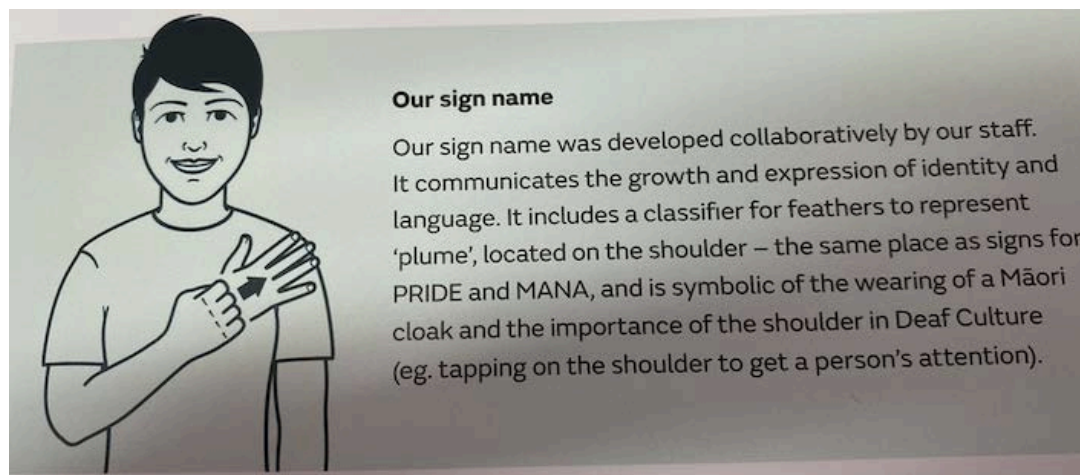 Our sign name
Our sign name was developed collaboratively by our staff.
It communicates the growth and expression of identity and
language. It includes a classifier for feathers to represent
‘plume’, located on the shoulder – the same place as signs for
PRIDE and MANA, and is symbolic of the wearing of a Māori
cloak and the importance of the shoulder in Deaf Culture
(eg. tapping on the shoulder to get a person’s attention).